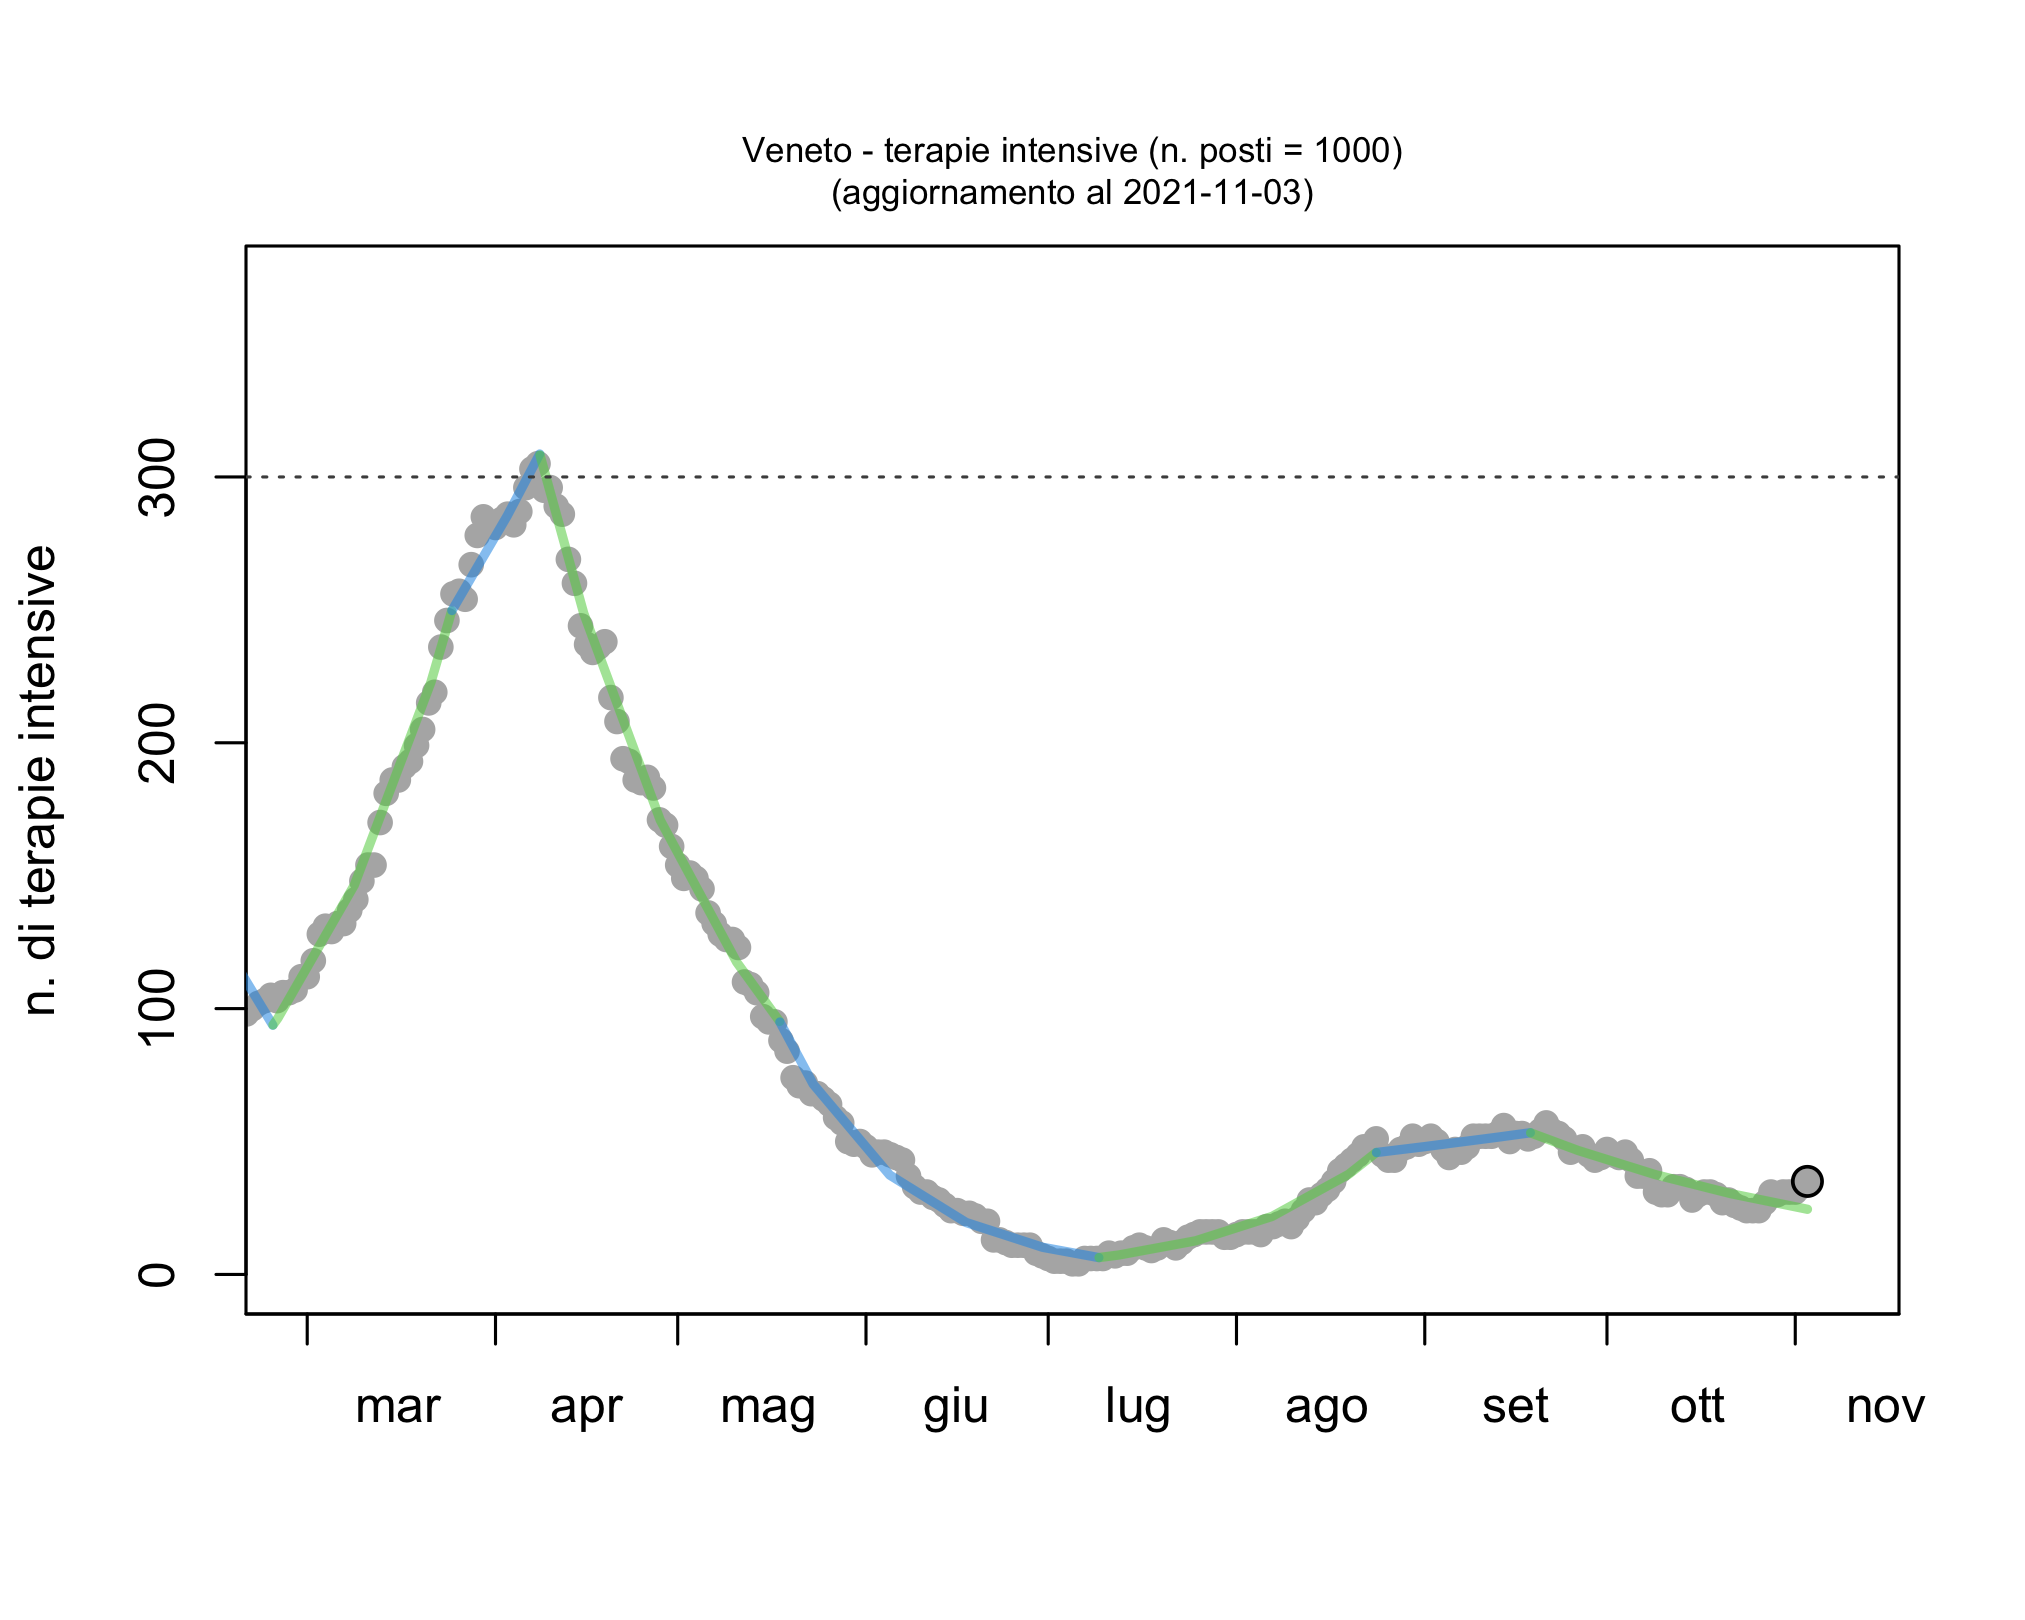 Veneto - terapie intensive (n. posti = 1000)
(aggiornamento al 2021-11-03)
n. di terapie intensive
300
200
100
0
mar apr mag giu lug ago set ott nov